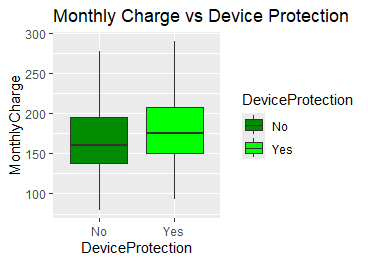 Monthly Charge vs Device Protection
MonthlyCharge
300
250
200
150
100
No
Yes
DeviceProtection
DeviceProtection
No
Yes